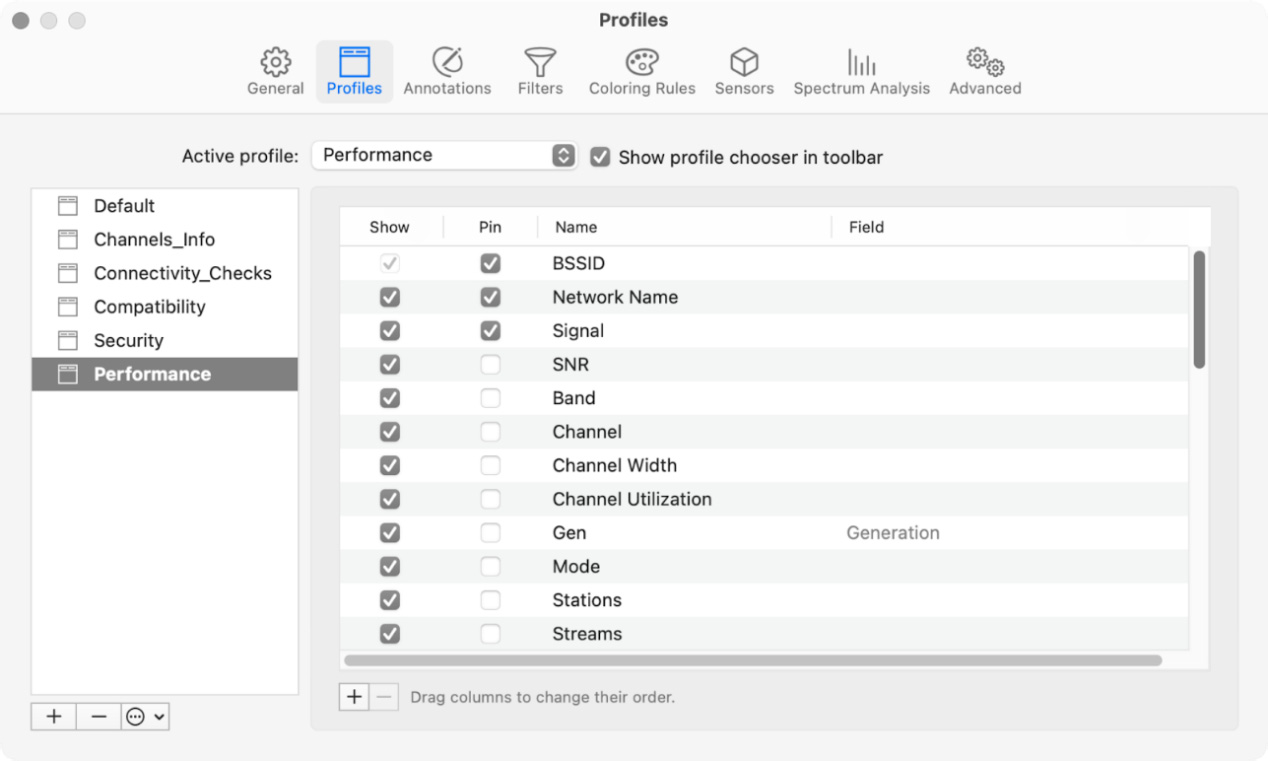 Profiles
General Profiles Annotations Filters Coloring Rules Sensors Spectrum Analysis Advanced
Active profile: Performance Show profile chooser in toolbar
Default
Channels_Info
Connectivity_Checks
Compatibility
Security
Performance
Show Pin Name Field
BSSID
Network Name
Signal
SNR
Band
Channel
Channel Width
Channel Utilization
Gen Generation
Mode
Stations
Streams
Drag columns to change their order.